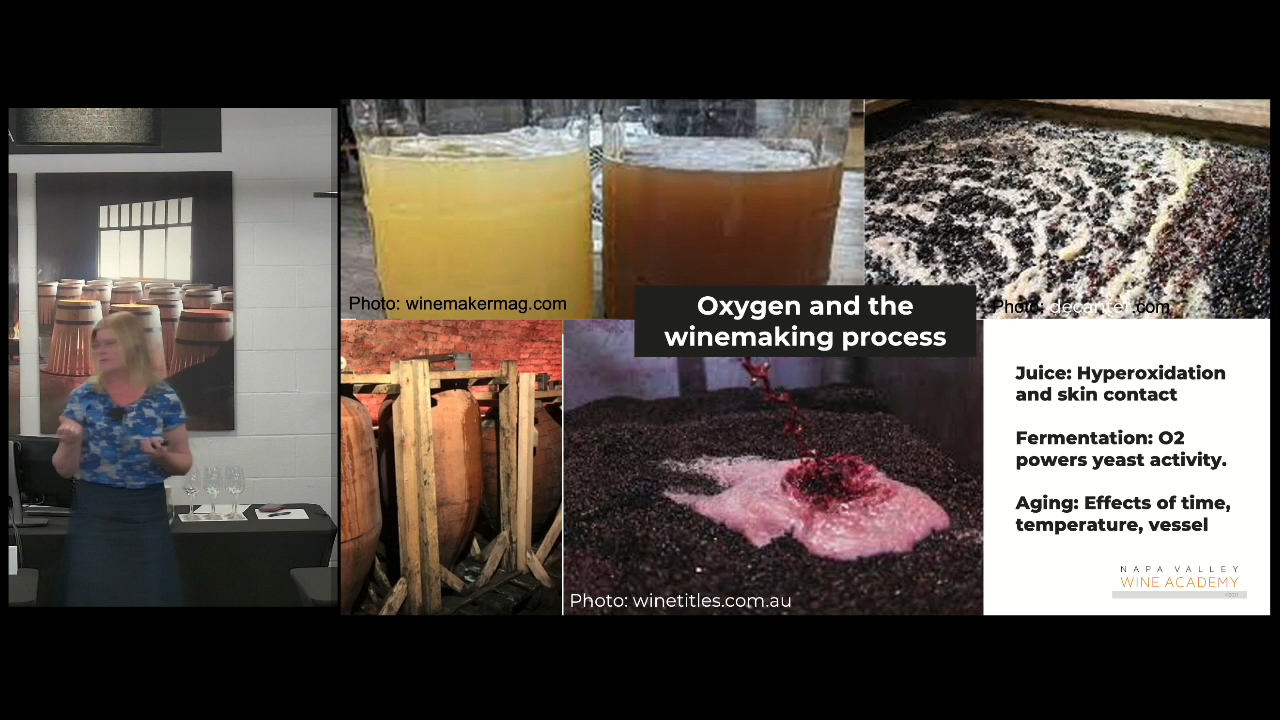 Photo: winemakermag.com
Photo: decanter.com
Oxygen and the
winemaking process
Juice: Hyperoxidation
and skin contact
Fermentation: O2
powers yeast activity.
Aging: Effects of time,
temperature, vessel
Photo: winetitles.com.au
NAPA VALLEY
WINE ACADEMY